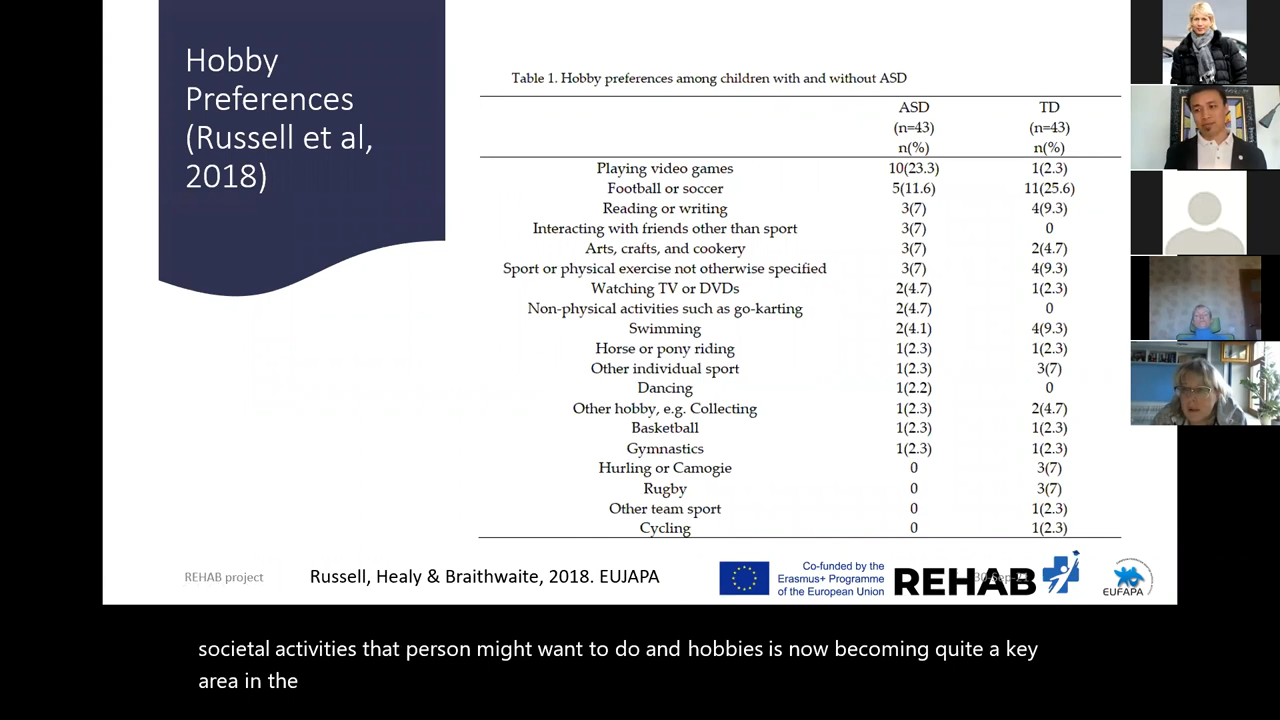 Hobby
Preferences
(Russell et al,
2018)
Table 1. Hobby preferences among children with and without ASD
ASD TD
(n=43) (n=43)
n(%) n(%)
Playing video games 10(23.3) 1(2.3)
Football or soccer 5(11.6) 11(25.6)
Reading or writing 3(7) 4(9.3)
Interacting with friends other than sport 3(7) 0
Arts, crafts, and cookery 3(7) 2(4.7)
Sport or physical exercise not otherwise specified 3(7) 4(9.3)
Watching TV or DVDs 2(4.7) 1(2.3)
Non-physical activities such as go-karting 2(4.7) 0
Swimming 2(4.1) 4(9.3)
Horse or pony riding 1(2.3) 1(2.3)
Other individual sport 1(2.3) 3(7)
Dancing 1(2.2) 0
Other hobby, e.g. Collecting 1(2.3) 2(4.7)
Basketball 1(2.3) 1(2.3)
Gymnastics 1(2.3) 1(2.3)
Hurling or Camogie 0 3(7)
Rugby 0 3(7)
Other team sport 0 1(2.3)
Cycling 0 1(2.3)
REHAB project
Russell, Healy & Braithwaite, 2018. EUJAPA
Co-funded by the
Erasmus+ Programme
of the European Union
REHAB
EUFAPA
societal activities that person might want to do and hobbies is now becoming quite a key
area in the